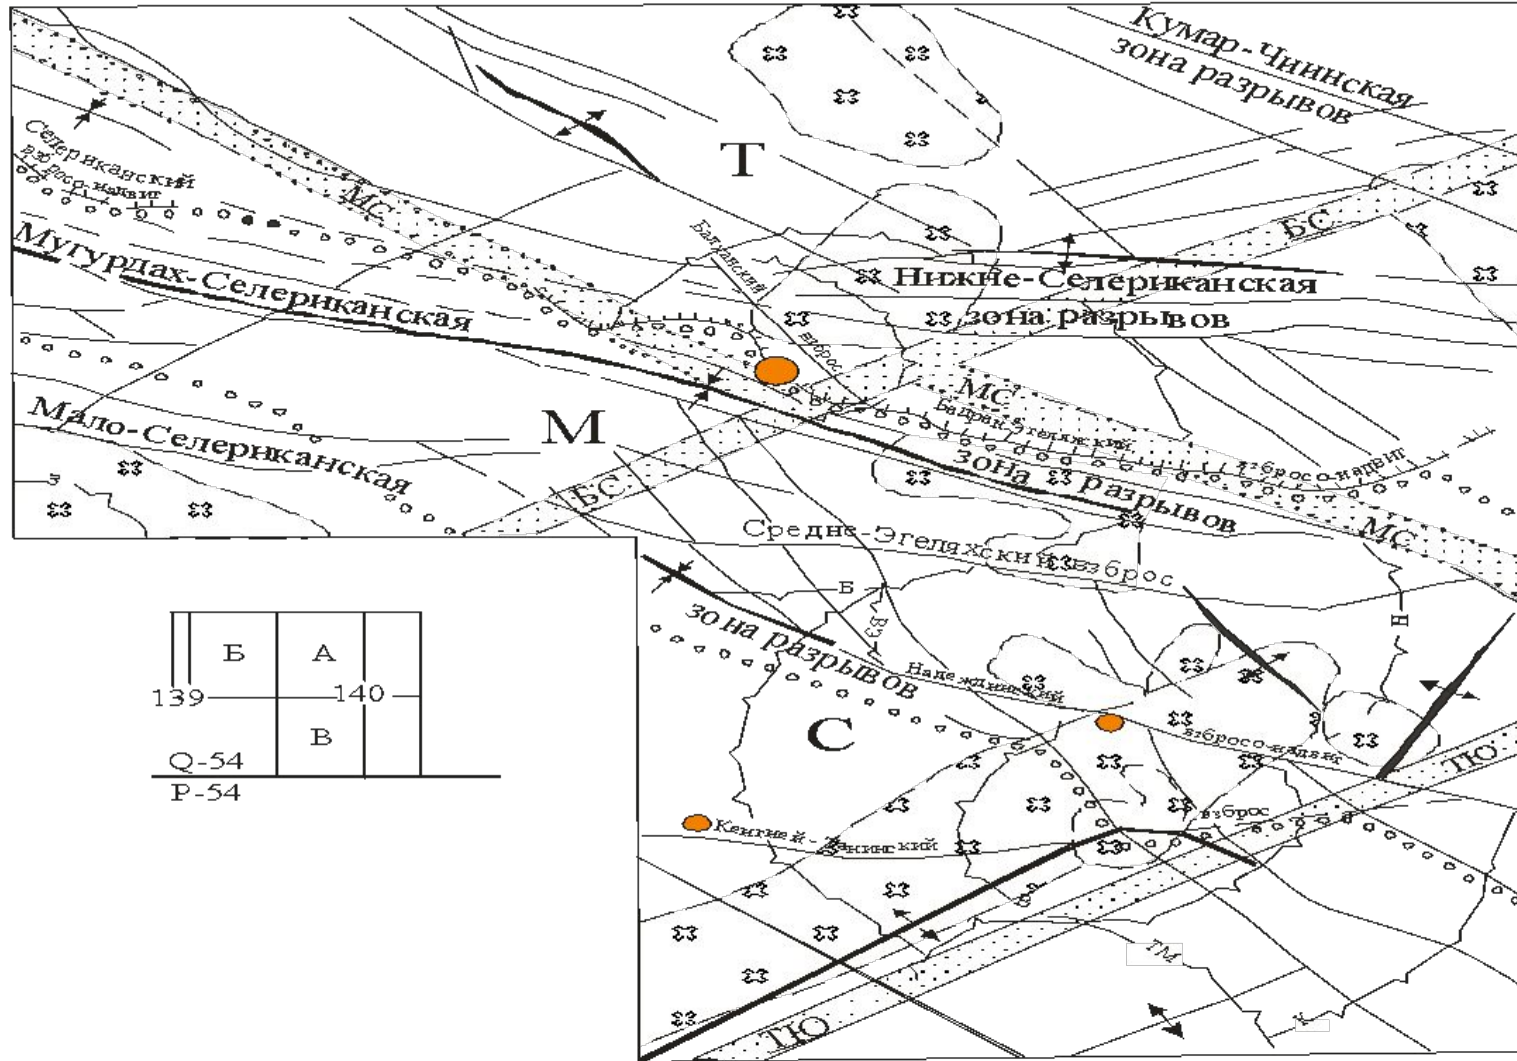 Кумар-Чиинская
зона разрывов
Т
Селериканский
взбросо-надвиг
МС
БС
Мугурдах-Селериканская
Нижне-Селериканская
зона разрывов
взброс
МС
М
Мало-Селериканская
взбросо-надвиг
зона разрывов
БС
МС
Средне-Эгеляхский взброс
Б
Н
зона разрывов
Надеждинский
взбросо-надвиг
С
ТЮ
взброс
ТМ
К
ТЮ
Б А
139 140
В
Q-54
P-54